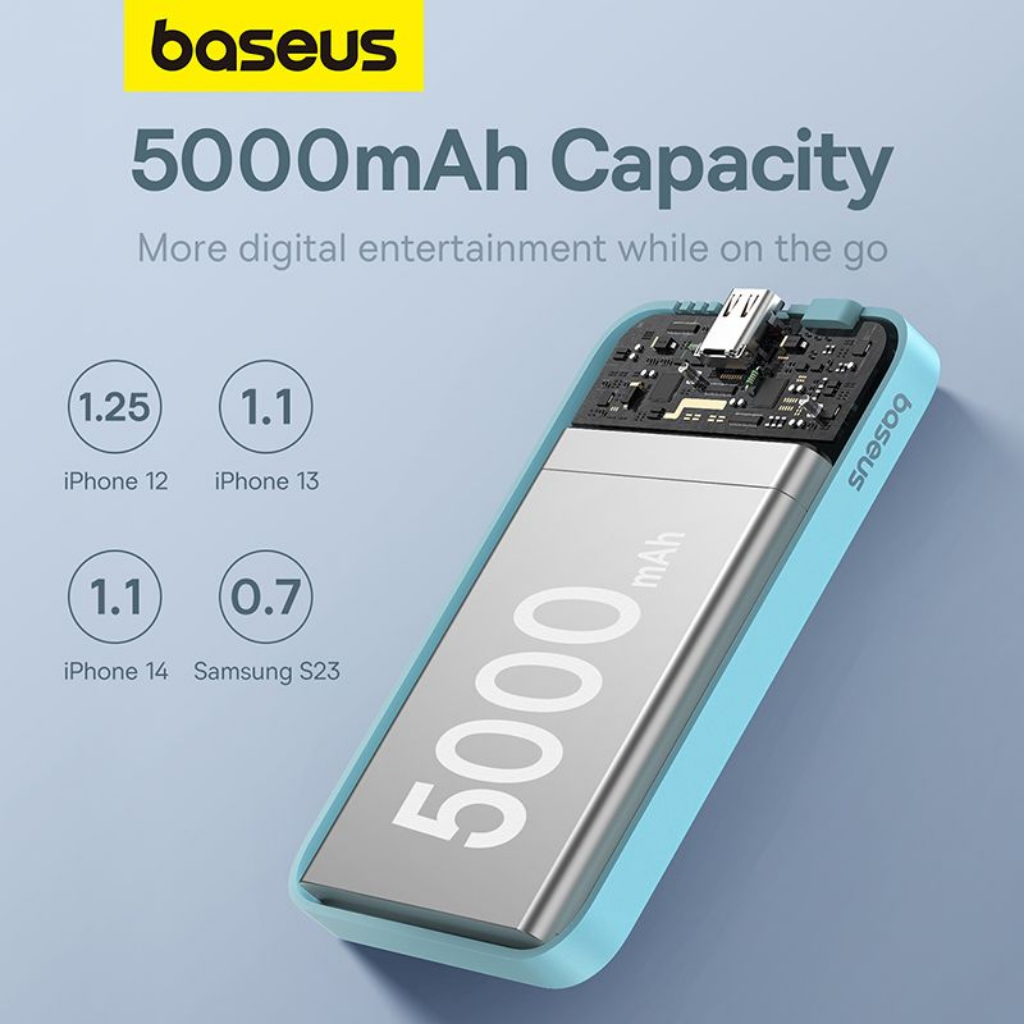 baseus
5000mAh Capacity
More digital entertainment while on the go
1.25
iPhone 12
1.1
iPhone 13
1.1
iPhone 14
0.7
Samsung S23
baseus
5000mAh